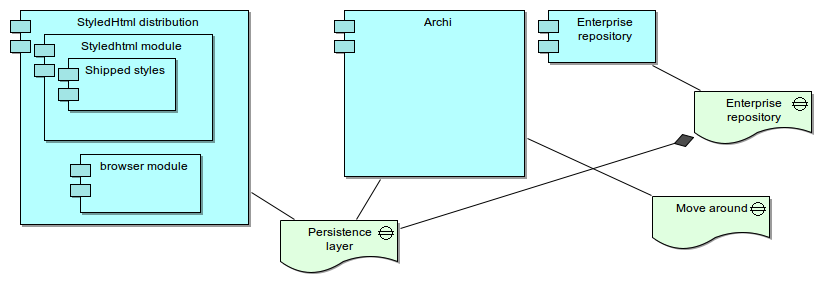 StyledHtml distribution
Styledhtml module
Shipped styles
browser module
Archi
Enterprise
repository
Enterprise
repository
Persistence
layer
Move around